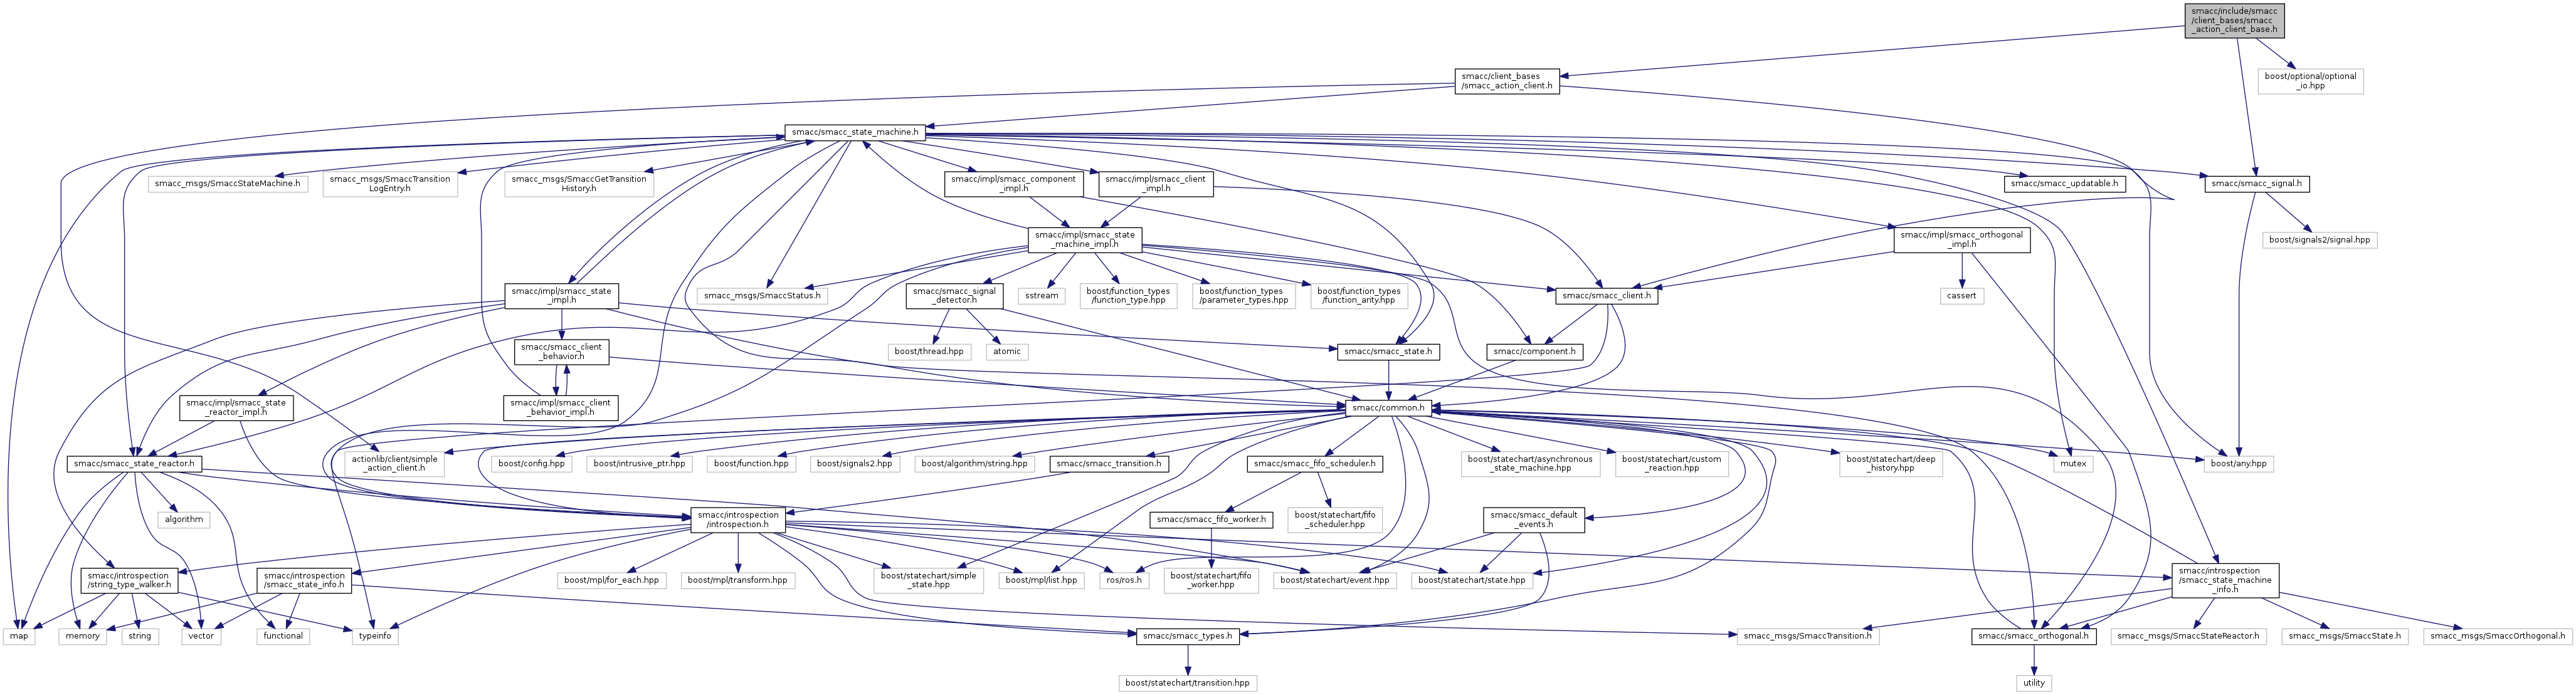 smacc/include/smacc
/client_bases/smacc
_action_client_base.h
smacc/client_bases
/smacc_action_client.h
boost/optional/optional
_io.hpp
smacc/smacc_state_machine.h
smacc_msgs/SmaccStateMachine.h
smacc_msgs/SmaccTransition
LogEntry.h
smacc_msgs/SmaccGetTransition
History.h
smacc/impl/smacc_component
_impl.h
smacc/impl/smacc_client
_impl.h
smacc/smacc_updatable.h
smacc/smacc_signal.h
smacc/impl/smacc_state
_machine_impl.h
smacc/impl/smacc_orthogonal
_impl.h
boost/signals2/signal.hpp
smacc/impl/smacc_state
_impl.h
smacc_msgs/SmaccStatus.h
smacc/smacc_signal
_detector.h
sstream
boost/function_types
/function_type.hpp
boost/function_types
/parameter_types.hpp
boost/function_types
/function_arity.hpp
smacc/smacc_client.h
cassert
smacc/smacc_client
_behavior.h
boost/thread.hpp
atomic
smacc/smacc_state.h
smacc/component.h
smacc/impl/smacc_state
_reactor_impl.h
smacc/impl/smacc_client
_behavior_impl.h
smacc/common.h
smacc/smacc_state_reactor.h
actionlib/client/simple
_action_client.h
boost/config.hpp
boost/intrusive_ptr.hpp
boost/function.hpp
boost/signals2.hpp
boost/algorithm/string.hpp
smacc/smacc_transition.h
smacc/smacc_fifo_scheduler.h
boost/statechart/asynchronous
_state_machine.hpp
boost/statechart/custom
_reaction.hpp
boost/statechart/deep
_history.hpp
mutex
boost/any.hpp
algorithm
smacc/introspection
/introspection.h
smacc/smacc_fifo_worker.h
boost/statechart/fifo
_scheduler.hpp
smacc/smacc_default
_events.h
smacc/introspection
/string_type_walker.h
smacc/introspection
/smacc_state_info.h
boost/mpl/for_each.hpp
boost/mpl/transform.hpp
boost/statechart/simple
_state.hpp
boost/mpl/list.hpp
ros/ros.h
boost/statechart/fifo
_worker.hpp
boost/statechart/event.hpp
boost/statechart/state.hpp
smacc/introspection
/smacc_state_machine
_info.h
map
memory
string
vector
functional
typeinfo
smacc/smacc_types.h
smacc_msgs/SmaccTransition.h
smacc/smacc_orthogonal.h
smacc_msgs/SmaccStateReactor.h
smacc_msgs/SmaccState.h
smacc_msgs/SmaccOrthogonal.h
boost/statechart/transition.hpp
utility